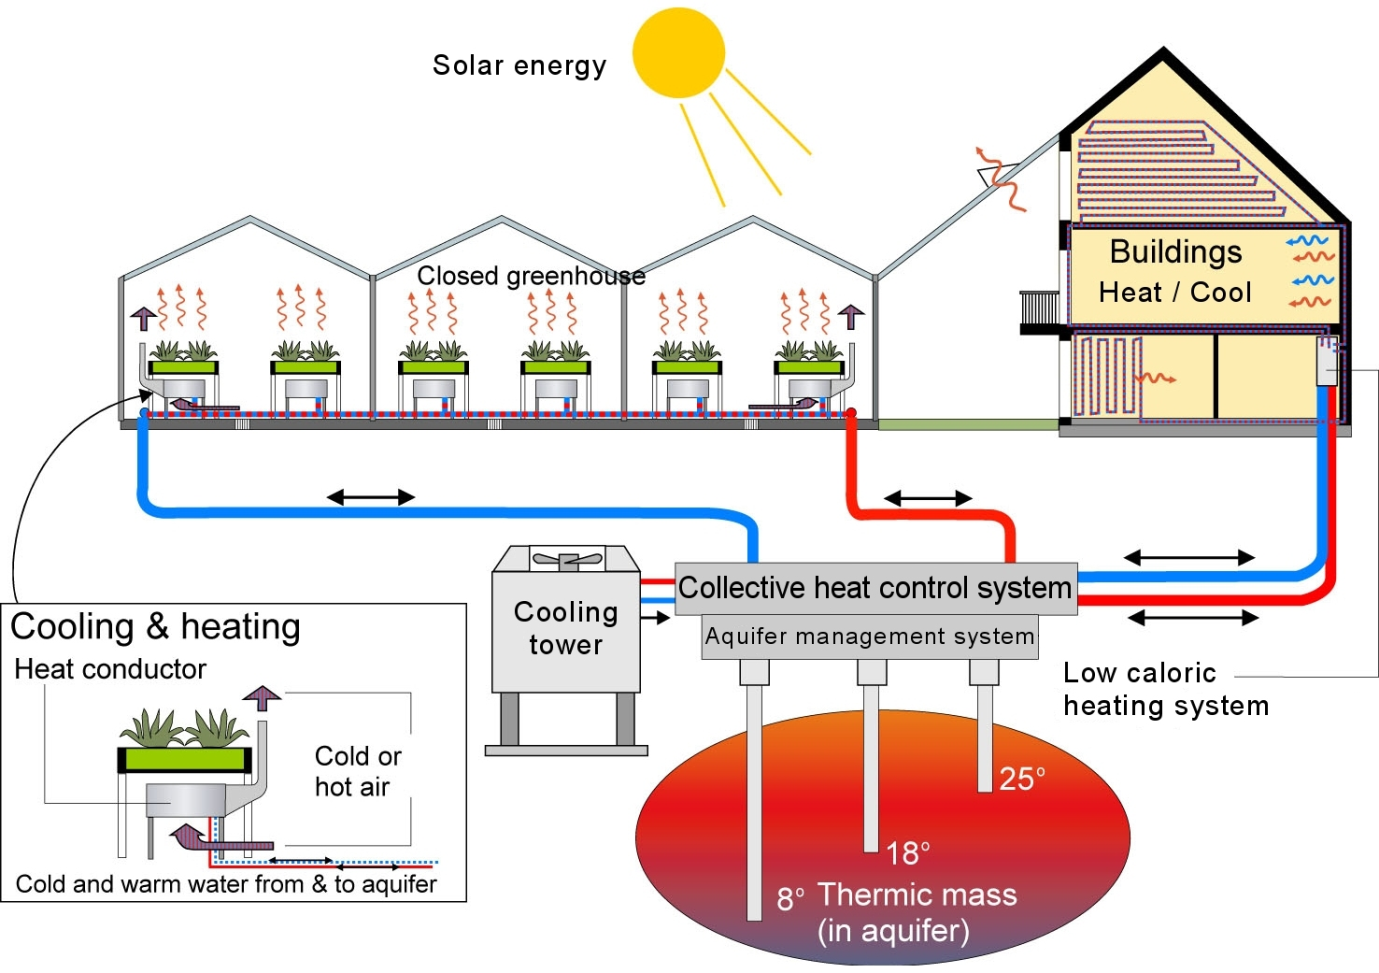 Solar energy
Closed greenhouse
Buildings
Heat / Cool
Cooling
tower
Collective heat control system
Aquifer management system
Low caloric
heating system
Cooling & heating
Heat conductor
Cold or
hot air
Cold and warm water from & to aquifer
25°
18°
8° Thermic mass
(in aquifer)